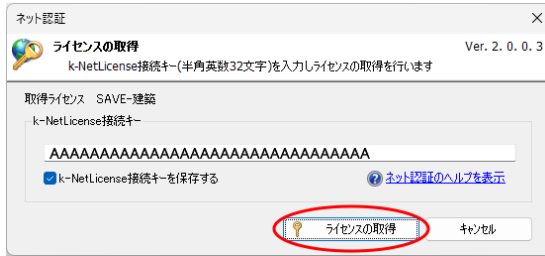 ネット認証
ライセンスの取得
Ver. 2. 0. 0. 3
k-NetLicense接続キー(半角英数32文字)を入力しライセンスの取得を行います
取得ライセンス SAVE-建築
k-NetLicense接続キー
AAAAAAAAAAAAAAAAAAAAAAAAAAAAAAAA
k-NetLicense接続キーを保存する
ネット認証のヘルプを表示
ライセンスの取得
キャンセル